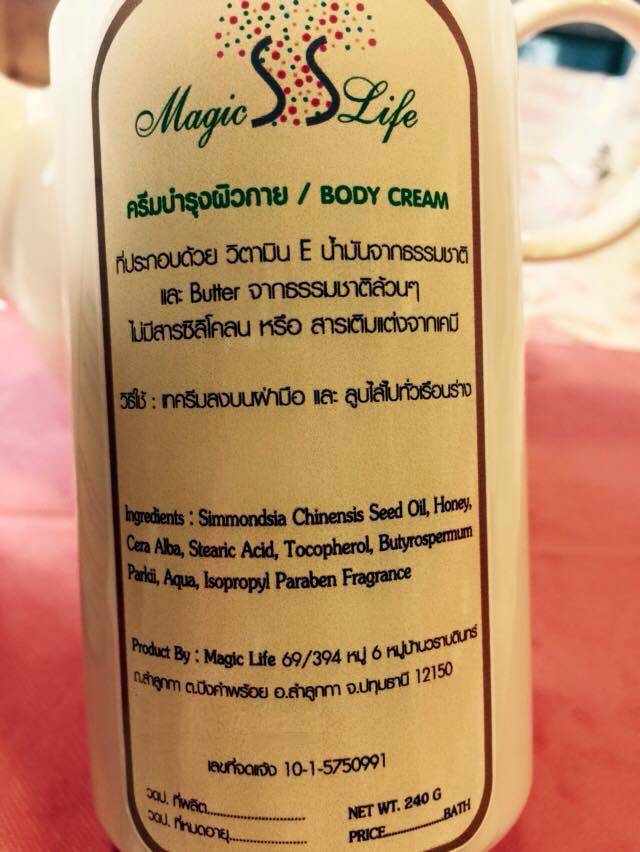 Magic SS Life
ครีมบำรุงผิวกาย / BODY CREAM
ที่ประกอบด้วย วิตามิน E น้ำมันจากธรรมชาติ
และ Butter จากธรรมชาติล้วนๆ
ไม่มีสารซิลิโคลน หรือ สารเติมแต่งจากเคมี
วิธีใช้ : เทครีมลงบนฝ่ามือ และ ลูบไล้ไปทั่วเรือนร่าง
Ingredients : Simmondsia Chinensis Seed Oil, Honey,
Cera Alba, Stearic Acid, Tocopherol, Butyrospermum
Parkii, Aqua, Isopropyl Paraben Fragrance
Product By : Magic Life 69/394 หมู่ 6 หมู่บ้านวราบดินทร์
ถ.ลำลูกกา ต.บึงคำพร้อย อ.ลำลูกกา จ.ปทุมธานี 12150
เลขที่จดแจ้ง 10-1-5750991
วดป. ที่ผลิต....................
วดป. ที่หมดอายุ..................
NET WT. 240 G
PRICE..............BATH